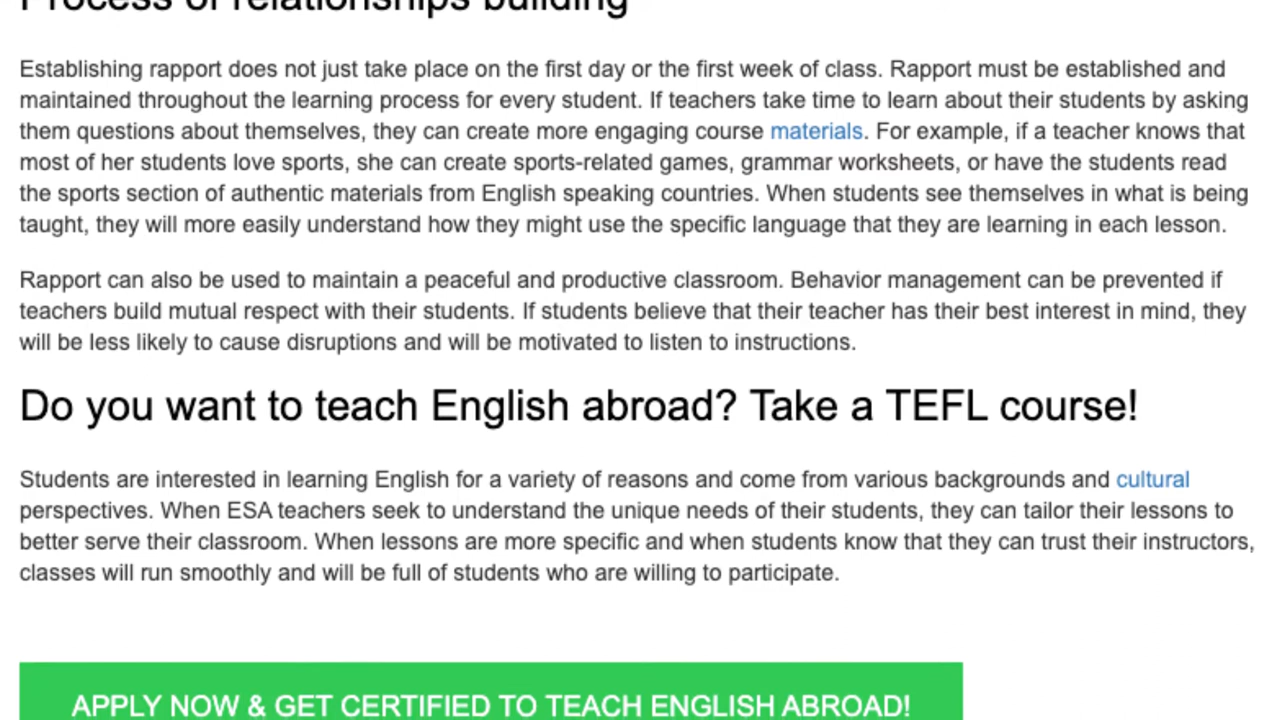 Process of relationships building
Establishing rapport does not just take place on the first day or the first week of class. Rapport must be established and
maintained throughout the learning process for every student. If teachers take time to learn about their students by asking
them questions about themselves, they can create more engaging course materials. For example, if a teacher knows that
most of her students love sports, she can create sports-related games, grammar worksheets, or have the students read
the sports section of authentic materials from English speaking countries. When students see themselves in what is being
taught, they will more easily understand how they might use the specific language that they are learning in each lesson.
Rapport can also be used to maintain a peaceful and productive classroom. Behavior management can be prevented if
teachers build mutual respect with their students. If students believe that their teacher has their best interest in mind, they
will be less likely to cause disruptions and will be motivated to listen to instructions.
Do you want to teach English abroad? Take a TEFL course!
Students are interested in learning English for a variety of reasons and come from various backgrounds and cultural
perspectives. When ESA teachers seek to understand the unique needs of their students, they can tailor their lessons to
better serve their classroom. When lessons are more specific and when students know that they can trust their instructors,
classes will run smoothly and will be full of students who are willing to participate.
APPLY NOW & GET CERTIFIED TO TEACH ENGLISH ABROAD!